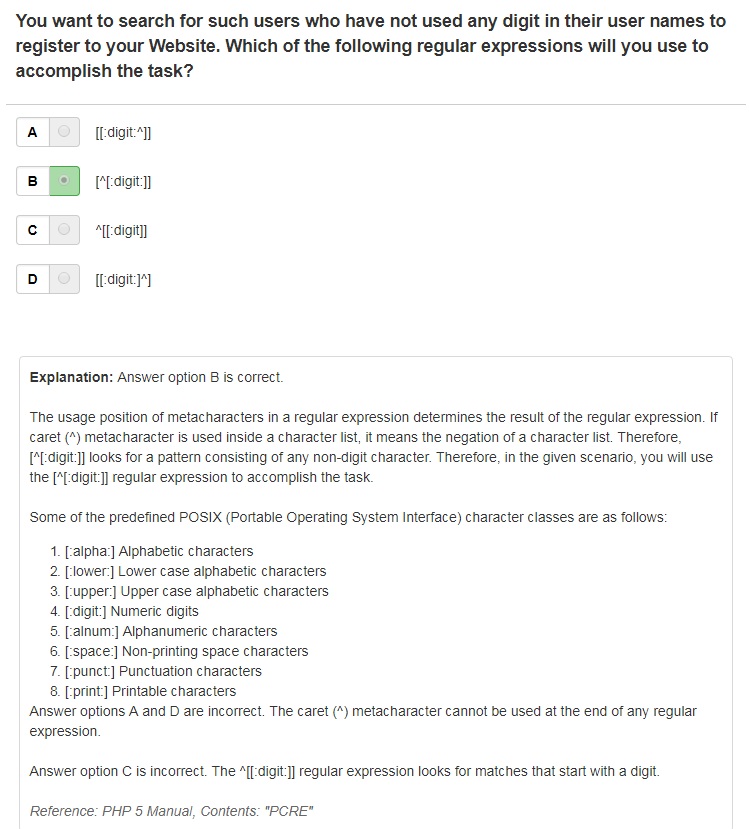 You want to search for such users who have not used any digit in their user names to
register to your Website. Which of the following regular expressions will you use to
accomplish the task?
A [[:digit:^]]
B [^[:digit:]]
C ^[[:digit]]
D [[:digit:]^]
Explanation: Answer option B is correct.
The usage position of metacharacters in a regular expression determines the result of the regular expression. If
caret (^) metacharacter is used inside a character list, it means the negation of a character list. Therefore,
[^[:digit:]] looks for a pattern consisting of any non-digit character. Therefore, in the given scenario, you will use
the [^[:digit:]] regular expression to accomplish the task.
Some of the predefined POSIX (Portable Operating System Interface) character classes are as follows:
1. [:alpha:] Alphabetic characters
2. [:lower:] Lower case alphabetic characters
3. [:upper:] Upper case alphabetic characters
4. [:digit:] Numeric digits
5. [:alnum:] Alphanumeric characters
6. [:space:] Non-printing space characters
7. [:punct:] Punctuation characters
8. [:print:] Printable characters
Answer options A and D are incorrect. The caret (^) metacharacter cannot be used at the end of any regular
expression.
Answer option C is incorrect. The ^[[:digit:]] regular expression looks for matches that start with a digit.
Reference: PHP 5 Manual, Contents: "PCRE"